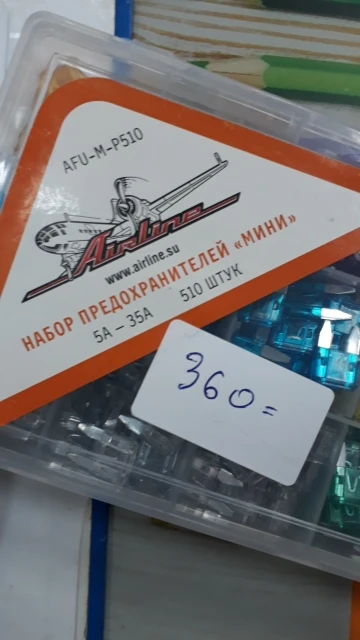 AFU-M-P510
Airline
www.airline.su
НАБОР ПРЕДОХРАНИТЕЛЕЙ «МИНИ»
5А – 35А 510 ШТУК
360=